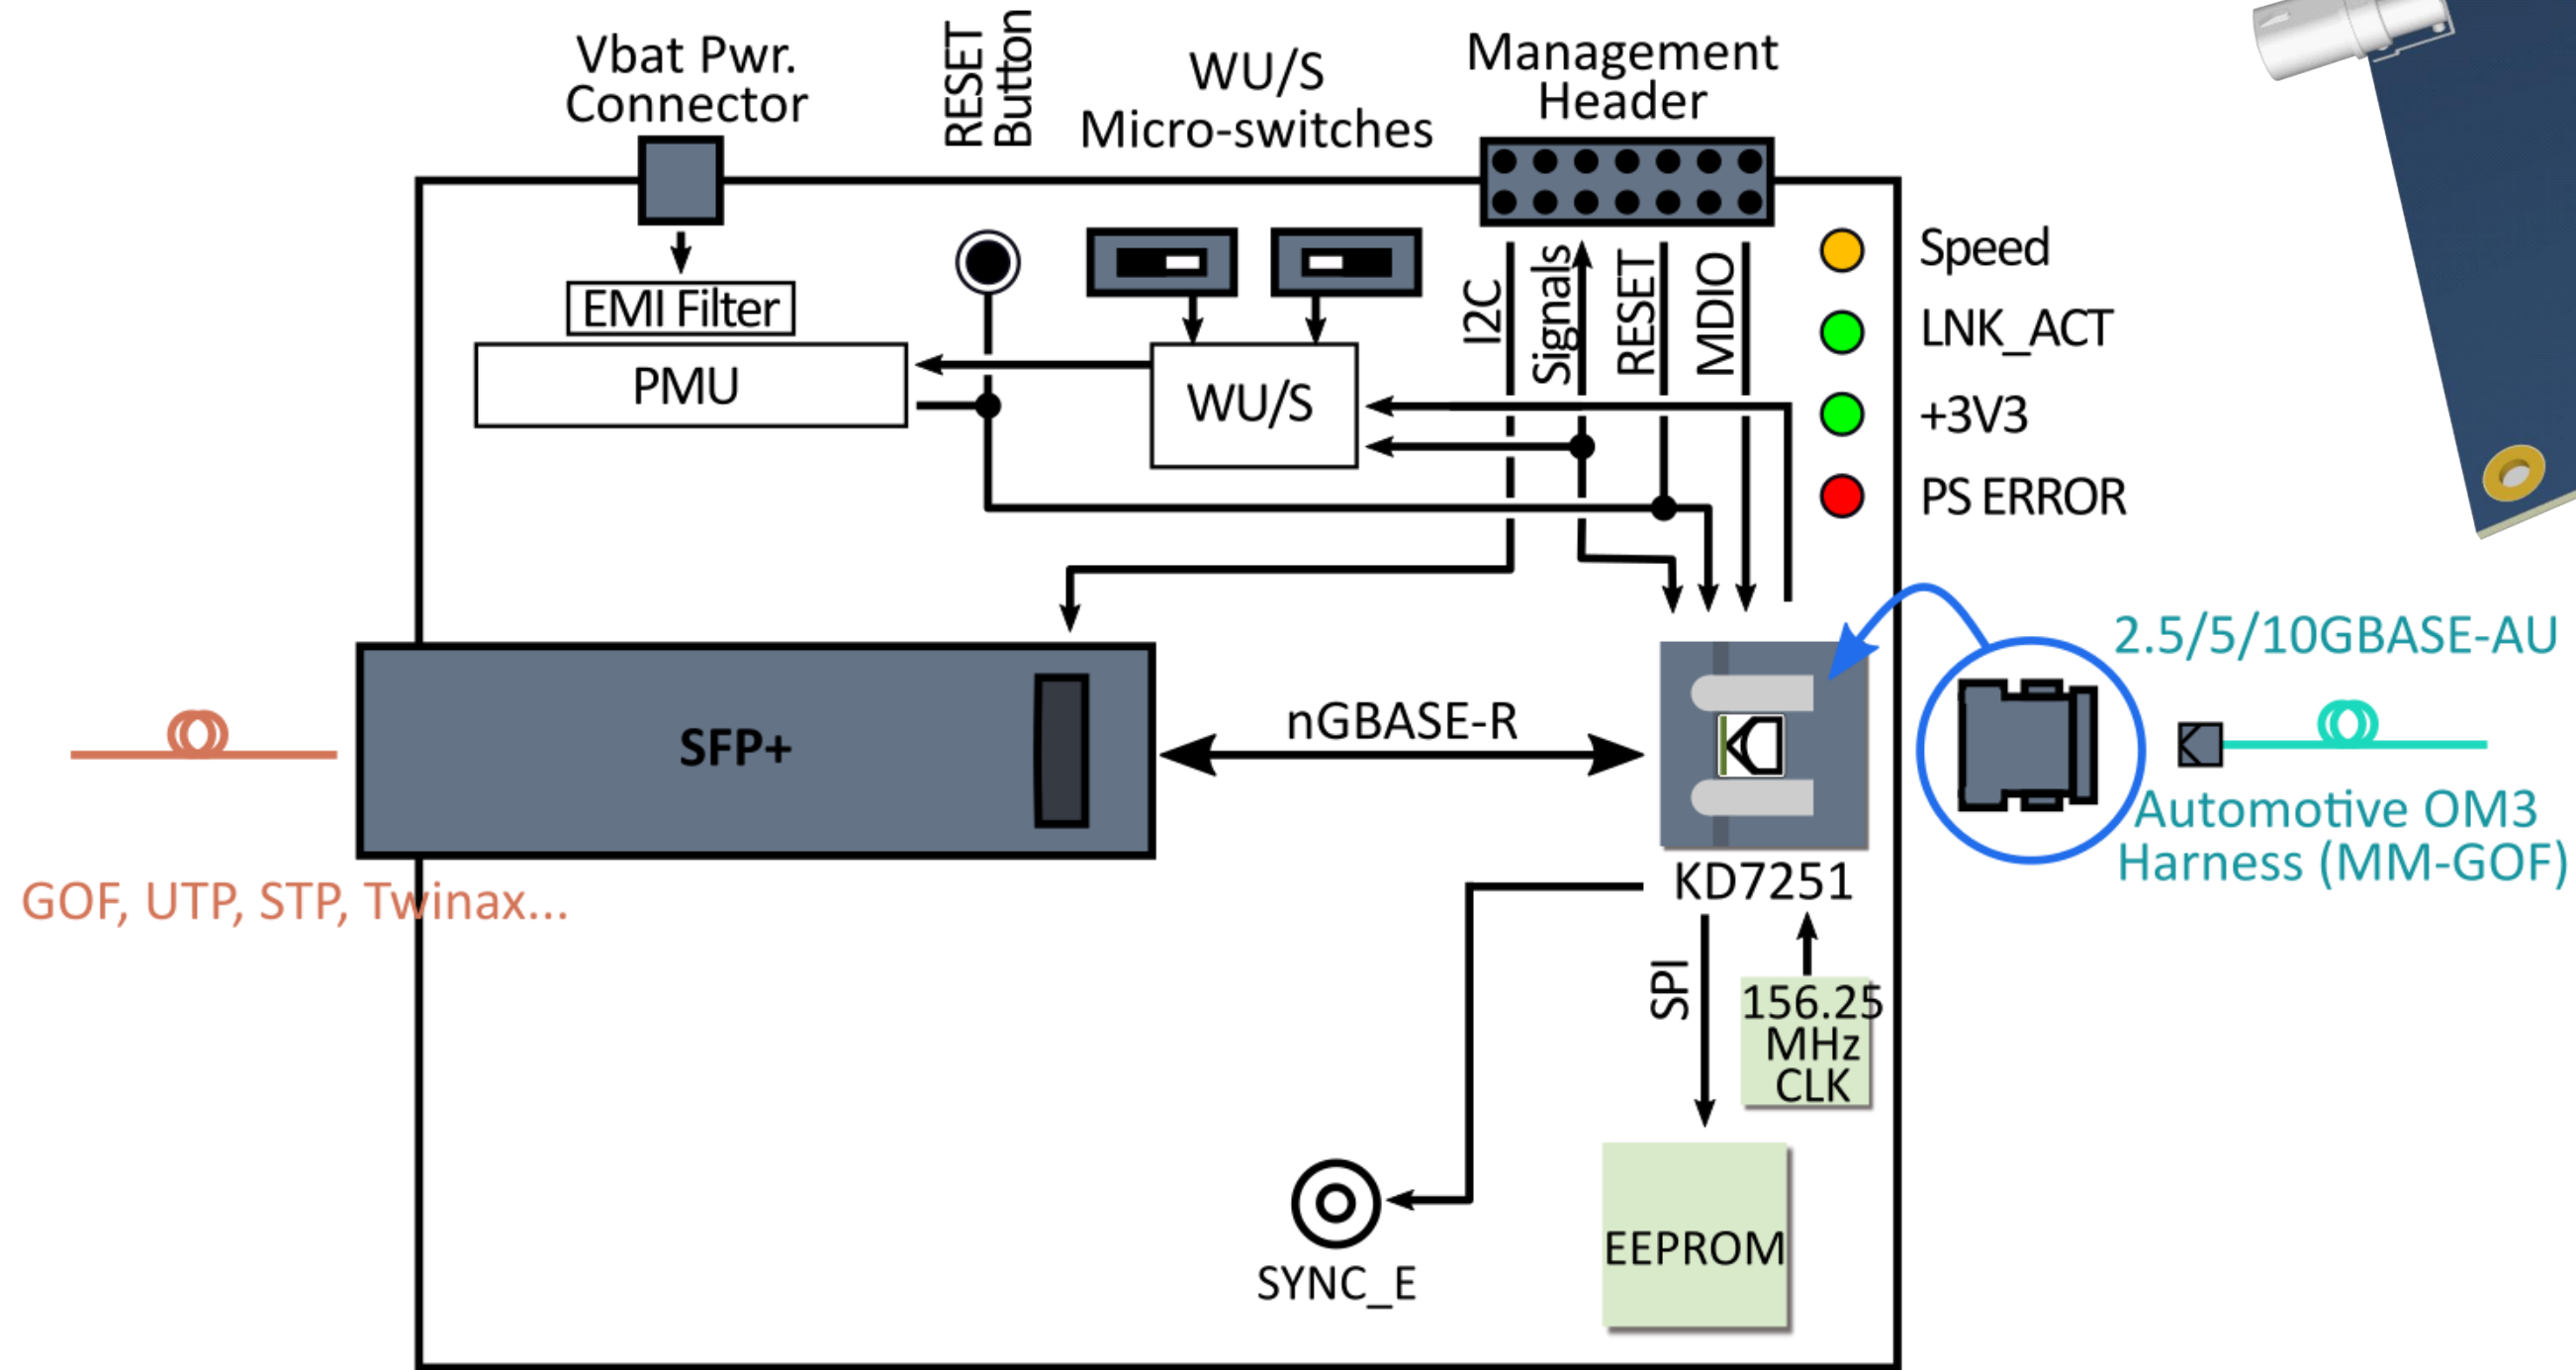 Vbat Pwr.
Connector
RESET
Button
WU/S
Micro-switches
Management
Header
EMI Filter
PMU
WU/S
I2C
Signals
RESET
MDIO
Speed
LNK_ACT
+3V3
PS ERROR
SFP+
nGBASE-R
2.5/5/10GBASE-AU
Automotive OM3
Harness (MM-GOF)
GOF, UTP, STP, Twinax...
KD7251
SPI
156.25
MHz
CLK
SYNC_E
EEPROM